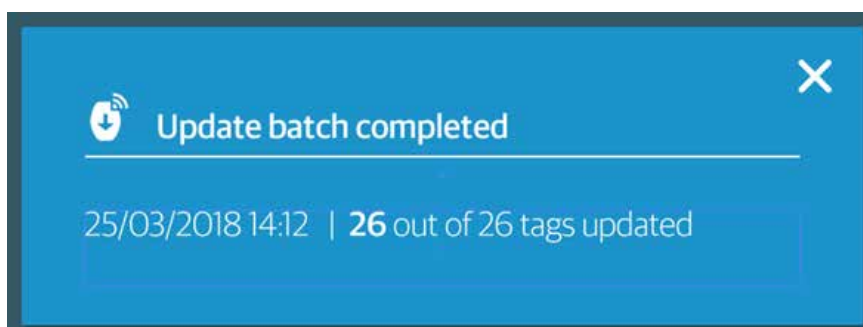 Update batch completed
25/03/2018 14:12 | 26 out of 26 tags updated